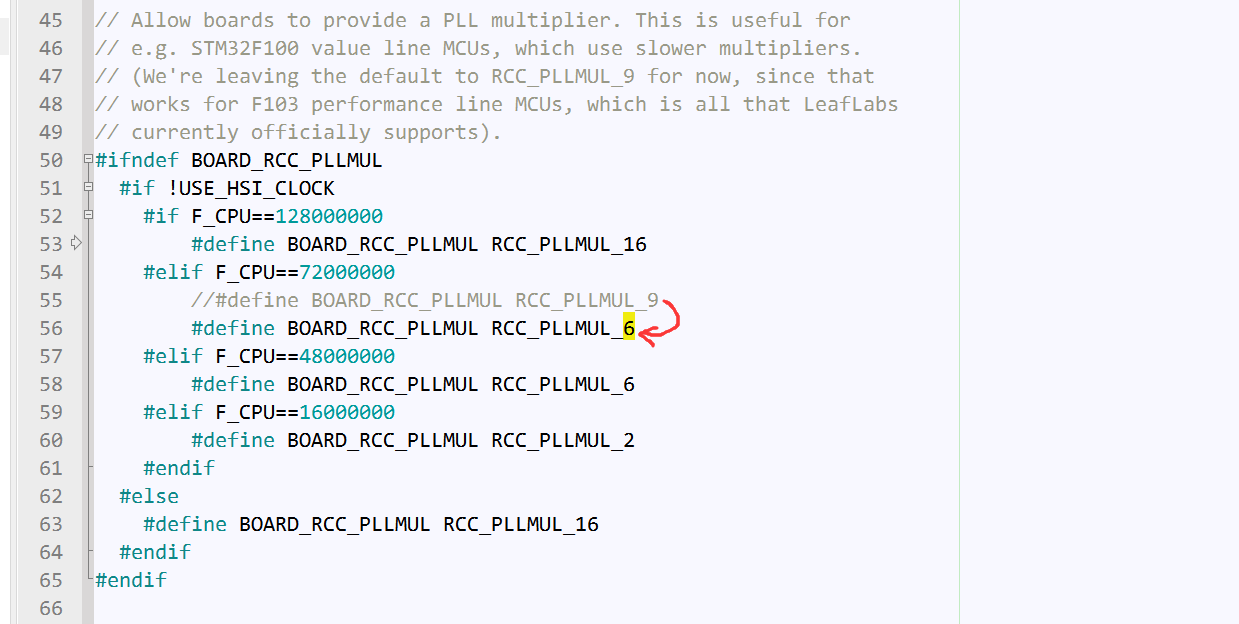 45 // Allow boards to provide a PLL multiplier. This is useful for
46 // e.g. STM32F100 value line MCUs, which use slower multipliers.
47 // (We're leaving the default to RCC_PLLMUL_9 for now, since that
48 // works for F103 performance line MCUs, which is all that LeafLabs
49 // currently officially supports).
50 #ifndef BOARD_RCC_PLLMUL
51 #if !USE_HSI_CLOCK
52 #if F_CPU==128000000
53 #define BOARD_RCC_PLLMUL RCC_PLLMUL_16
54 #elif F_CPU==72000000
55 //#define BOARD_RCC_PLLMUL RCC_PLLMUL_9
56 #define BOARD_RCC_PLLMUL RCC_PLLMUL_6
57 #elif F_CPU==48000000
58 #define BOARD_RCC_PLLMUL RCC_PLLMUL_6
59 #elif F_CPU==16000000
60 #define BOARD_RCC_PLLMUL RCC_PLLMUL_2
61 #endif
62 #else
63 #define BOARD_RCC_PLLMUL RCC_PLLMUL_16
64 #endif
65 #endif
66